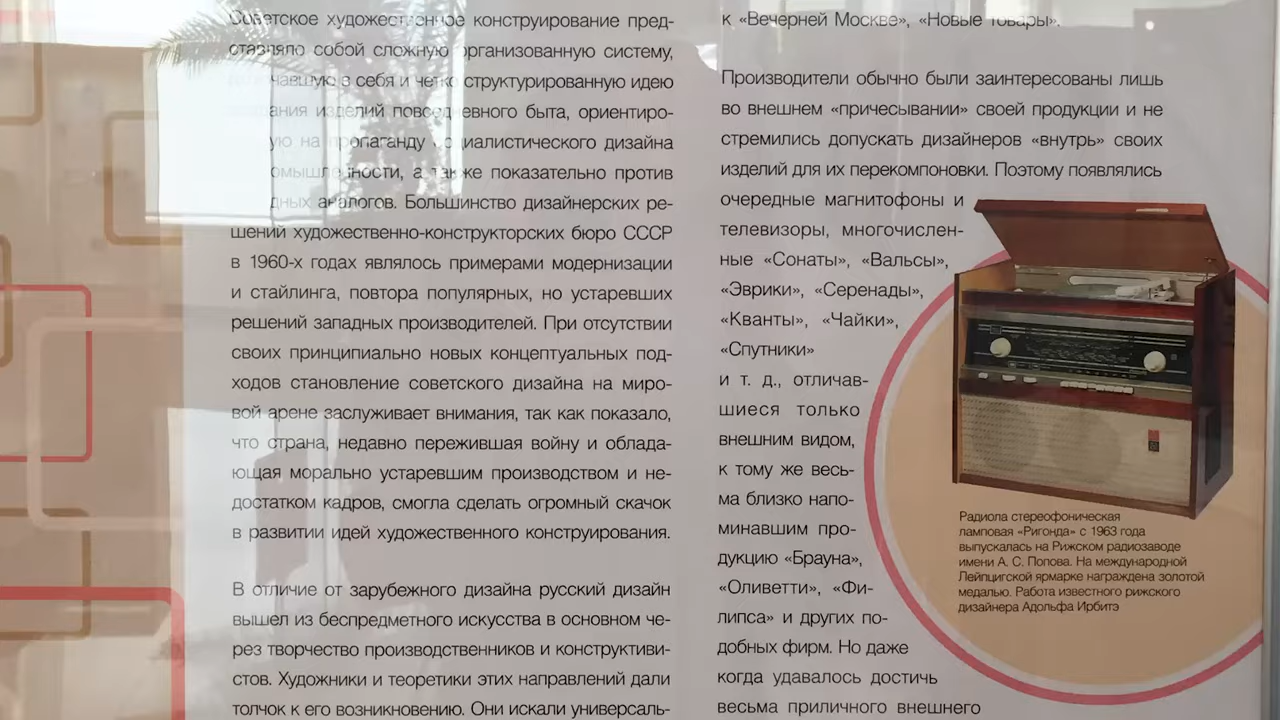 Советское художественное конструирование пред-
ставляло собой сложную организованную систему,
в себя и четко структурированную идею
изделий повседневного быта, ориентиро-
на пропаганду социалистического дизайна
а также показательно против
аналогов. Большинство дизайнерских ре-
шений художественно-конструкторских бюро СССР
в 1960-х годах являлось примерами модернизации
и стайлинга, повтора популярных, но устаревших
решений западных производителей. При отсутствии
своих принципиально новых концептуальных под-
ходов становление советского дизайна на миро-
вой арене заслуживает внимания, так как показало,
что страна, недавно пережившая войну и облада-
ющая морально устаревшим производством и не-
достатком кадров, смогла сделать огромный скачок
в развитии идей художественного конструирования.
В отличие от зарубежного дизайна русский дизайн
вышел из беспредметного искусства в основном че-
рез творчество производственников и конструктиви-
стов. Художники и теоретики этих направлений дали
толчок к его возникновению. Они искали универсаль-
к «Вечерней Москве», «Новые товары».
Производители обычно были заинтересованы лишь
во внешнем «причесывании» своей продукции и не
стремились допускать дизайнеров «внутрь» своих
изделий для их перекомпоновки. Поэтому появлялись
очередные магнитофоны и
телевизоры, многочислен-
ные «Сонаты», «Вальсы»,
«Эврики», «Серенады»,
«Кванты», «Чайки»,
«Спутники»
и т. д., отличав-
шиеся только
внешним видом,
к тому же весь-
ма близко напо-
минавшим про-
дукцию «Брауна»,
«Оливетти», «Фи-
липса» и других по-
добных фирм. Но даже
когда удавалось достичь
весьма приличного внешнего
Радиола стереофоническая
ламповая «Ригонда» с 1963 года
выпускалась на Рижском радиозаводе
имени А. С. Попова. На международной
Лейпцигской ярмарке награждена золотой
медалью. Работа известного рижского
дизайнера Адольфа Ирбитэ